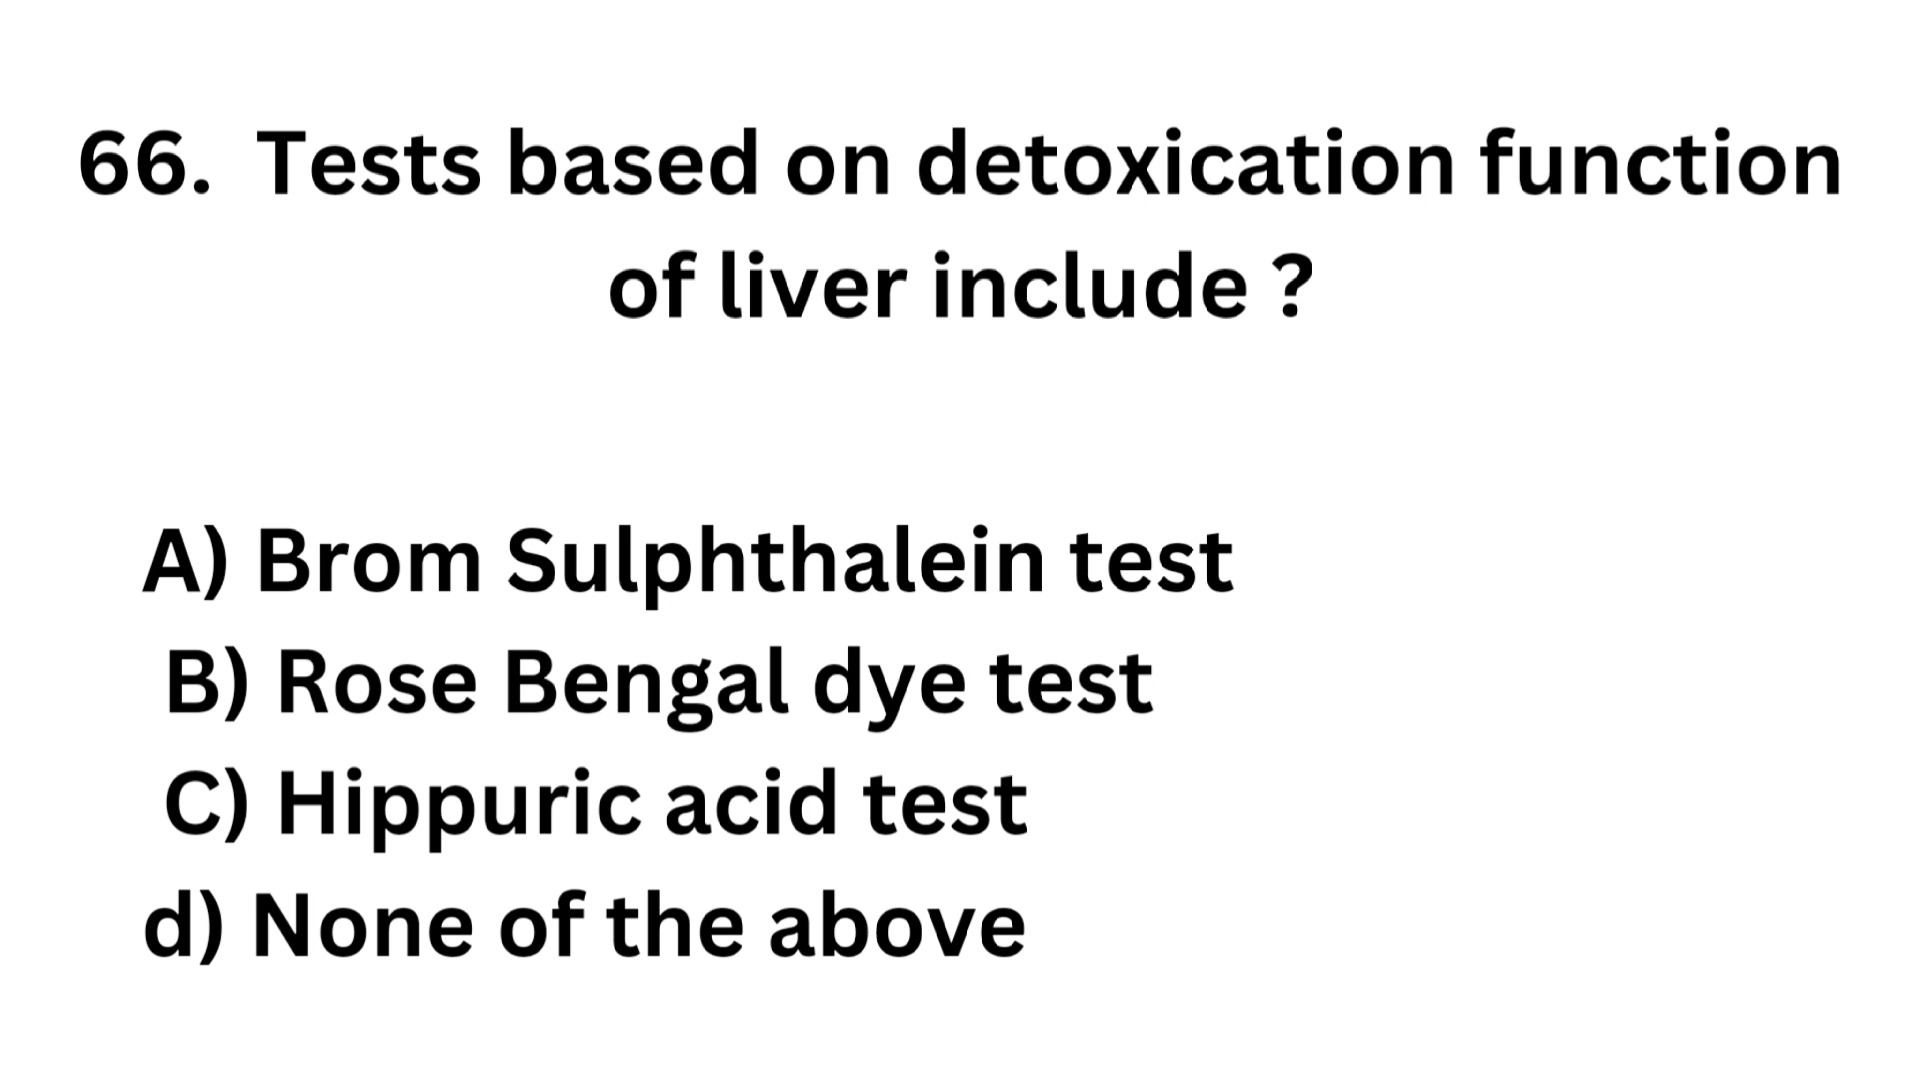 66. Tests based on detoxication function
of liver include ?
A) Brom Sulphthalein test
B) Rose Bengal dye test
C) Hippuric acid test
d) None of the above